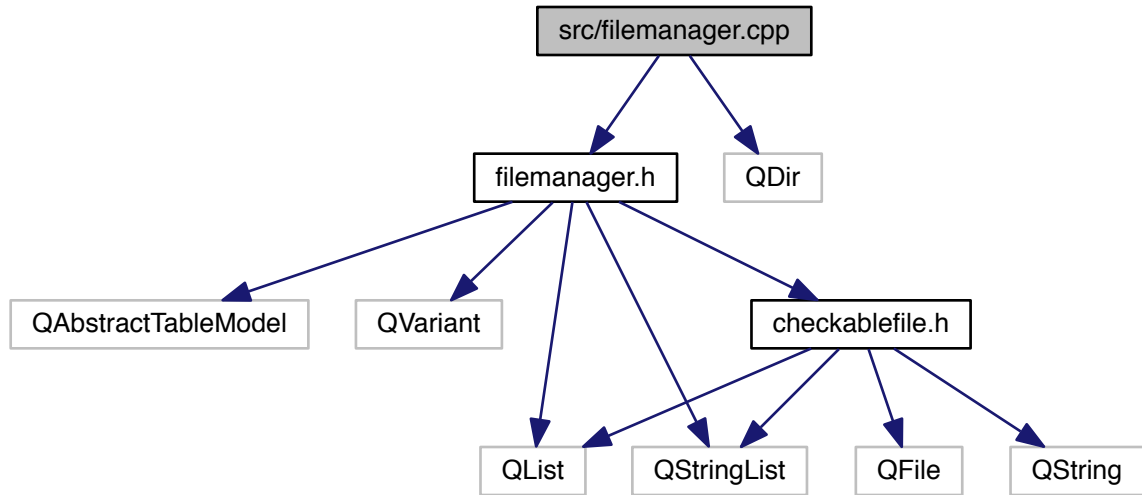 src/filemanager.cpp
filemanager.h
QDir
QAbstractTableModel
QVariant
checkablefile.h
QList
QStringList
QFile
QString